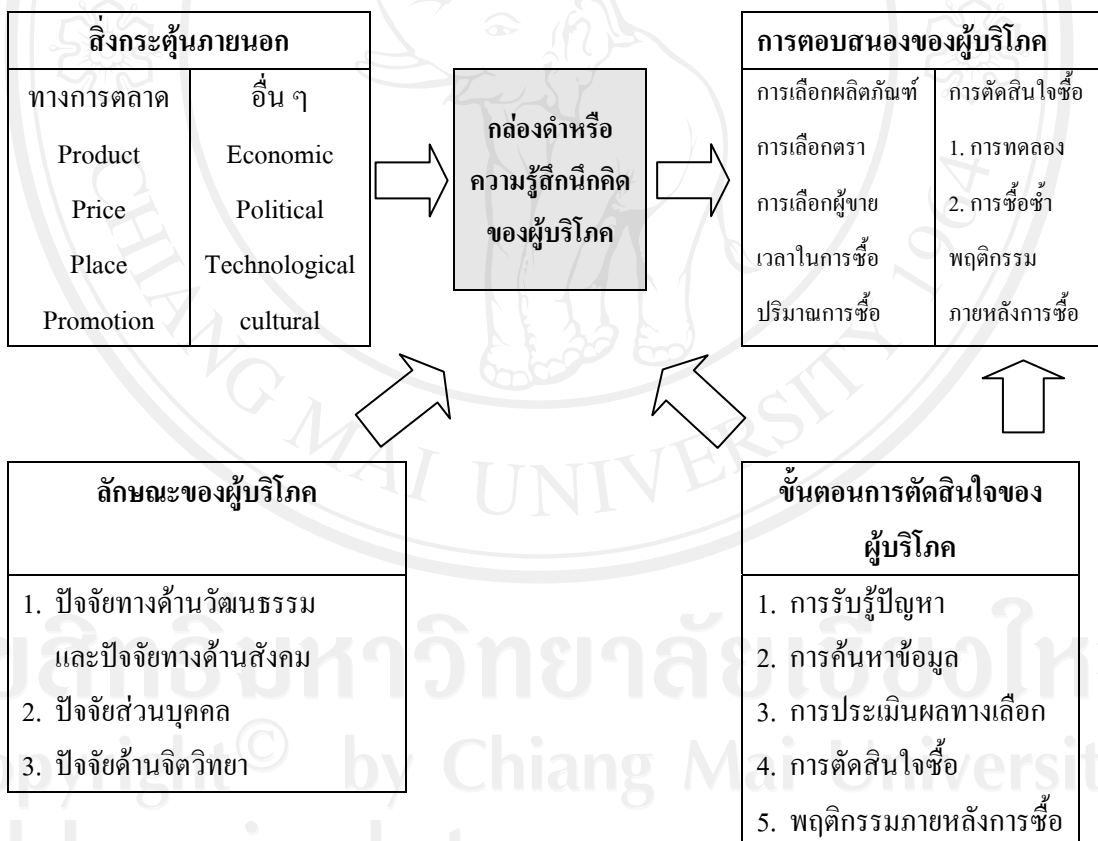 สิ่งกระตุ้นภายนอก
ทางการตลาด
Product
Price
Place
Promotion
อื่น ๆ
Economic
Political
Technological
cultural
กล่องดำหรือ
ความรู้สึกนึกคิด
ของผู้บริโภค
การตอบสนองของผู้บริโภค
การเลือกผลิตภัณฑ์
การเลือกตรา
การเลือกผู้ขาย
เวลาในการซื้อ
ปริมาณการซื้อ
การตัดสินใจซื้อ
1. การทดลอง
2. การซื้อซ้ำ
พฤติกรรม
ภายหลังการซื้อ
ลักษณะของผู้บริโภค
1. ปัจจัยทางด้านวัฒนธรรม
และปัจจัยทางด้านสังคม
2. ปัจจัยส่วนบุคคล
3. ปัจจัยด้านจิตวิทยา
ขั้นตอนการตัดสินใจของ
ผู้บริโภค
1. การรับรู้ปัญหา
2. การค้นหาข้อมูล
3. การประเมินผลทางเลือก
4. การตัดสินใจซื้อ
5. พฤติกรรมภายหลังการซื้อ
CHIANG MAI UNIVERSITY 1964
by Chiang Mai